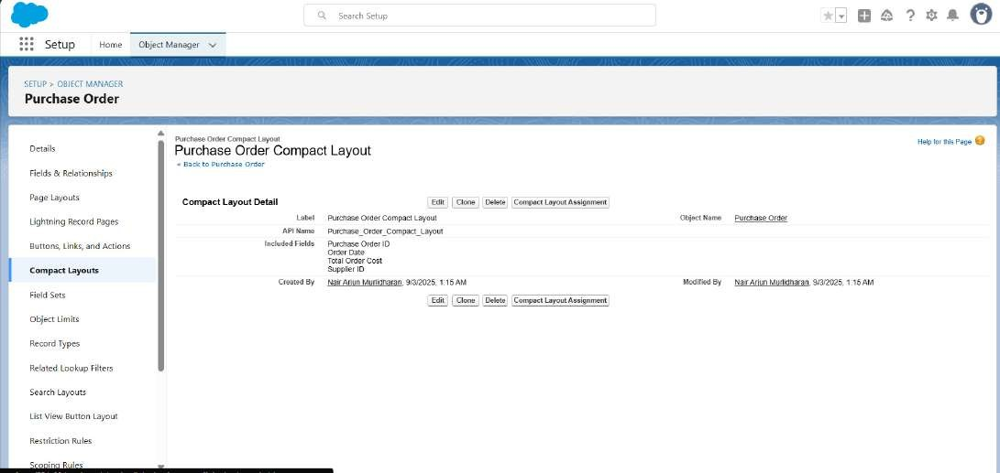 Search Setup
Setup
Home
Object Manager
SETUP > OBJECT MANAGER
Purchase Order
Details
Fields & Relationships
Page Layouts
Lightning Record Pages
Buttons, Links, and Actions
Compact Layouts
Field Sets
Object Limits
Record Types
Related Lookup Filters
Search Layouts
List View Button Layout
Restriction Rules
Scoping Rules
Purchase Order Compact Layout
Purchase Order Compact Layout
« Back to Purchase Order
Help for this Page
Compact Layout Detail
Edit Clone Delete Compact Layout Assignment
Label Purchase Order Compact Layout Object Name Purchase Order
API Name Purchase_Order_Compact_Layout
Included Fields Purchase Order ID
Order Date
Total Order Cost
Supplier ID
Created By Nair Arjun Murlidharan, 9/3/2025, 1:15 AM Modified By Nair Arjun Murlidharan, 9/3/2025, 1:15 AM
Edit Clone Delete Compact Layout Assignment